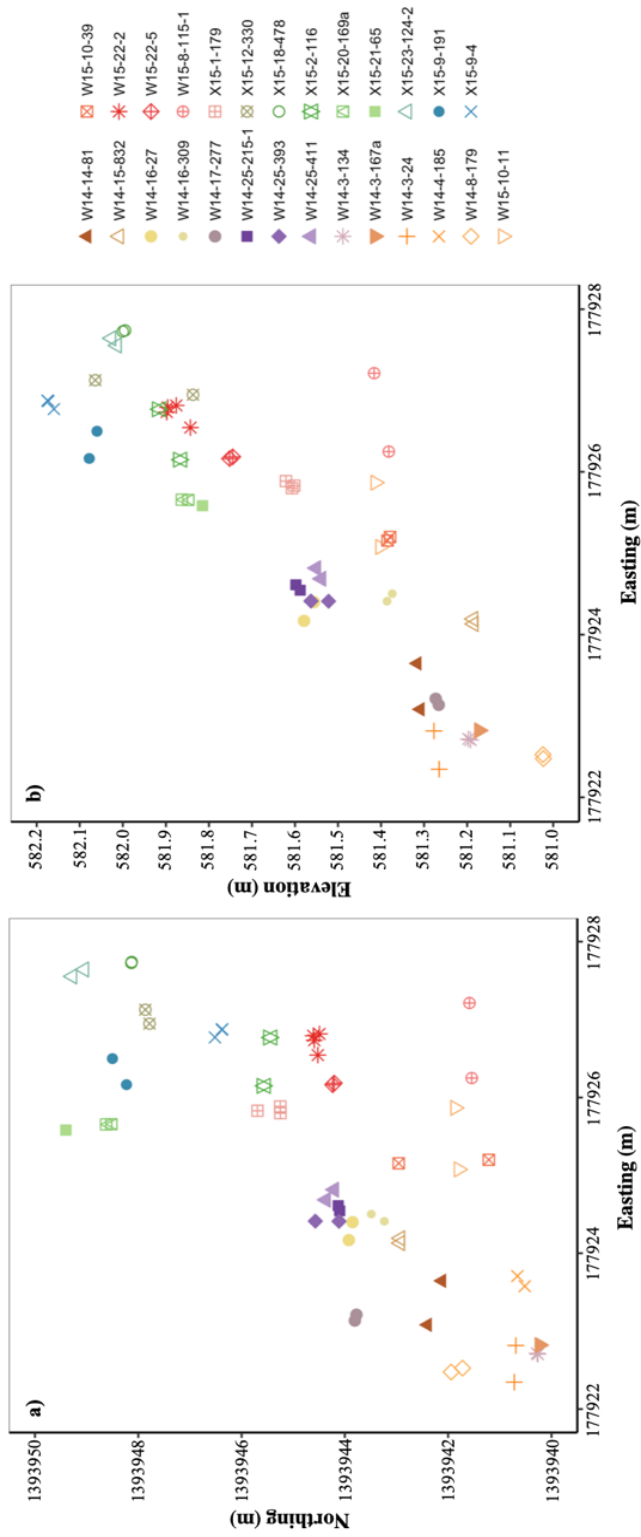 a)
Northing (m)
1393950
1393948
1393946
1393944
1393942
1393940
177922
177924
177926
177928
Easting (m)
b)
Elevation (m)
582.2
582.1
582.0
581.9
581.8
581.7
581.6
581.5
581.4
581.3
581.2
581.1
581.0
177922
177924
177926
177928
Easting (m)
W14-14-81
W14-15-832
W14-16-27
W14-16-309
W14-17-277
W14-25-215-1
W14-25-393
W14-25-411
W14-3-134
W14-3-167a
W14-3-24
W14-4-185
W14-8-179
W15-10-11
W15-10-39
W15-22-2
W15-22-5
W15-8-115-1
X15-1-179
X15-12-330
X15-18-478
X15-2-116
X15-20-169a
X15-21-65
X15-23-124-2
X15-9-191
X15-9-4